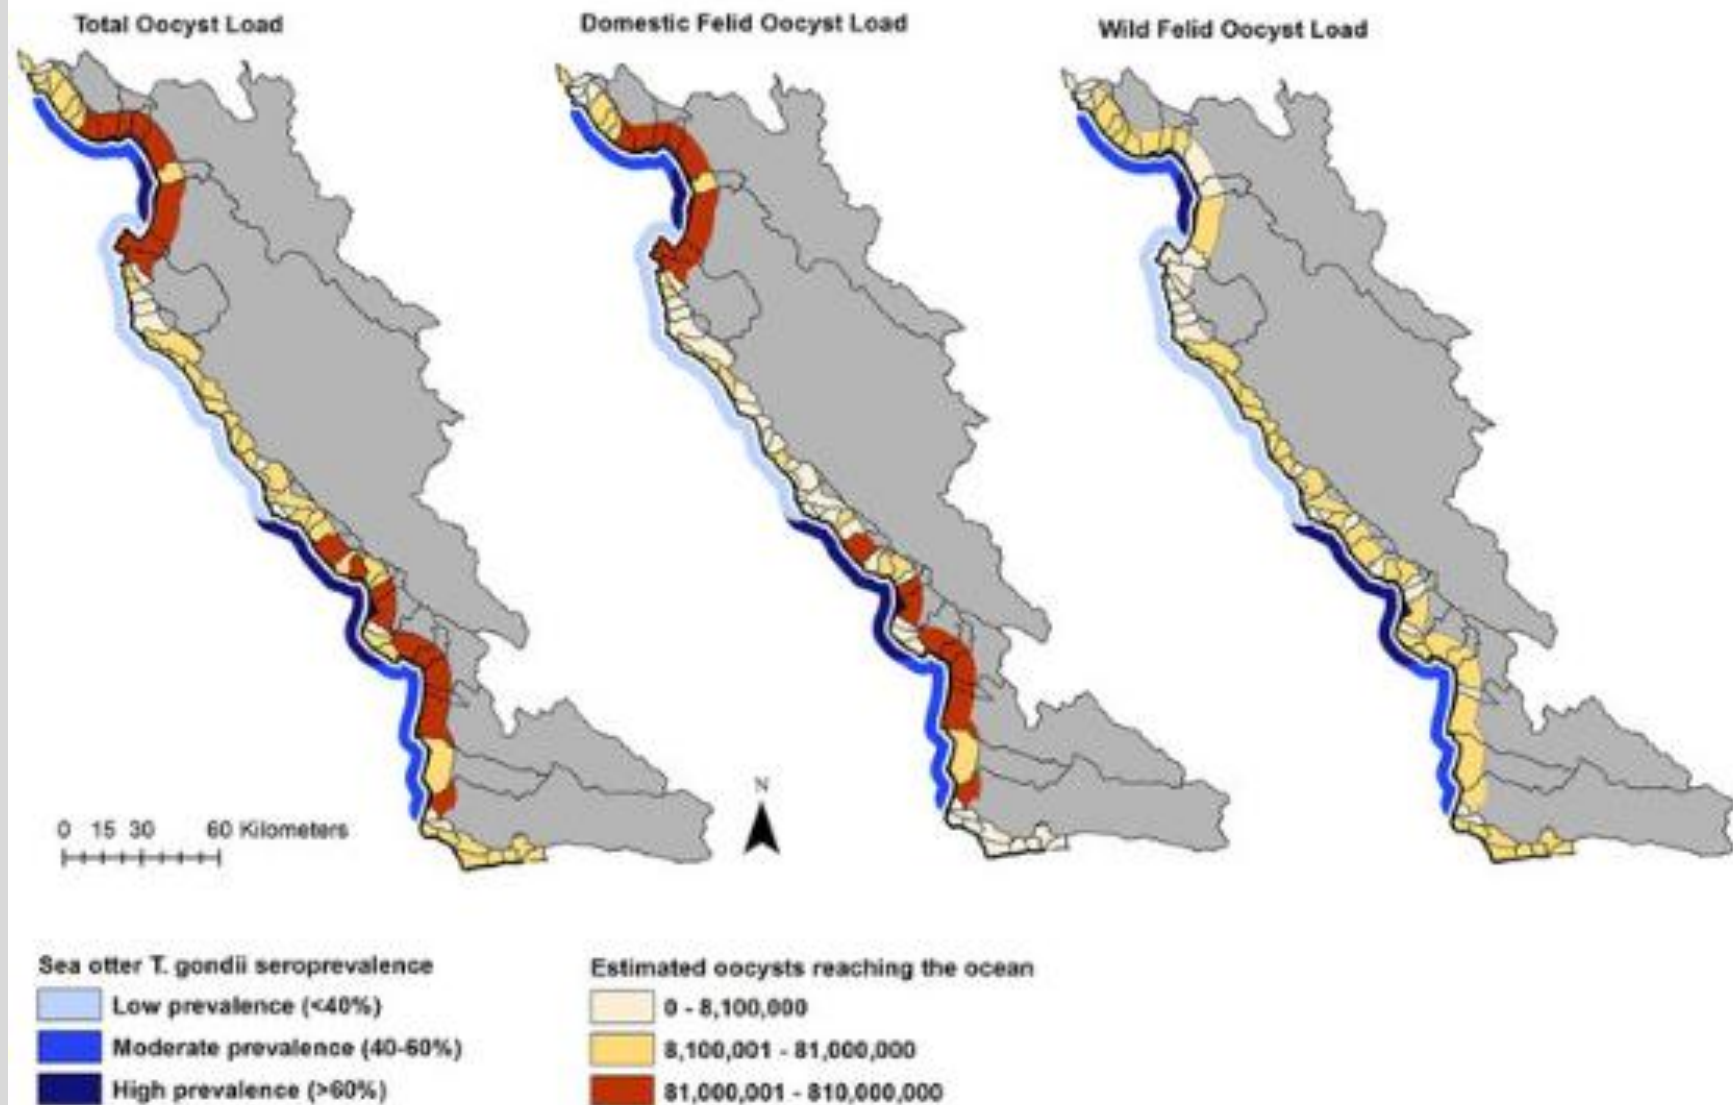 Total Oocyst Load
Domestic Felid Oocyst Load
Wild Felid Oocyst Load
N
0 15 30 60 Kilometers
Sea otter T. gondii seroprevalence
Low prevalence (<40%)
Moderate prevalence (40-60%)
High prevalence (>60%)
Estimated oocysts reaching the ocean
0 - 8,100,000
8,100,001 - 81,000,000
81,000,001 - 810,000,000